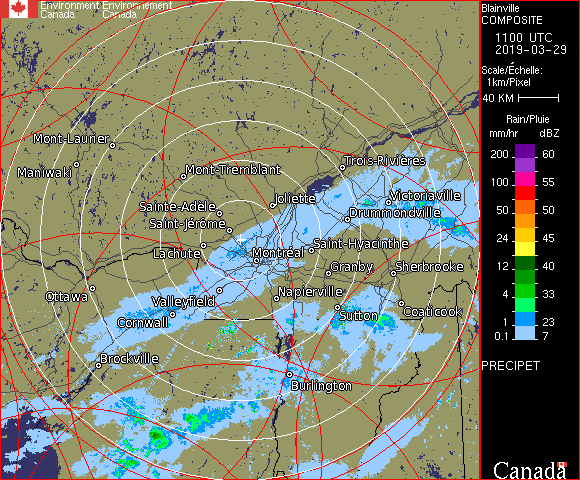 Environment Environnement
Canada Canada
Blainville
COMPOSITE
1100 UTC
2019-03-29
Scale/Échelle:
1km/Pixel
40 KM
Rain/Pluie
mm/hr dBZ
200 60
100 55
50 50
24 45
12 40
4 33
1 23
0.1 7
PRECIPET
Canada
Mont-Laurier
Maniwaki
Mont-Tremblant
Trois-Rivières
Joliette
Victoriaville
Sainte-Adele
Drummondville
Saint-Jérôme
Saint-Hyacinthe
Lachute
Montréal
Granby
Sherbrooke
Ottawa
Valleyfield
Napierville
Cornwall
Sutton
Coaticook
Brockville
Burlington